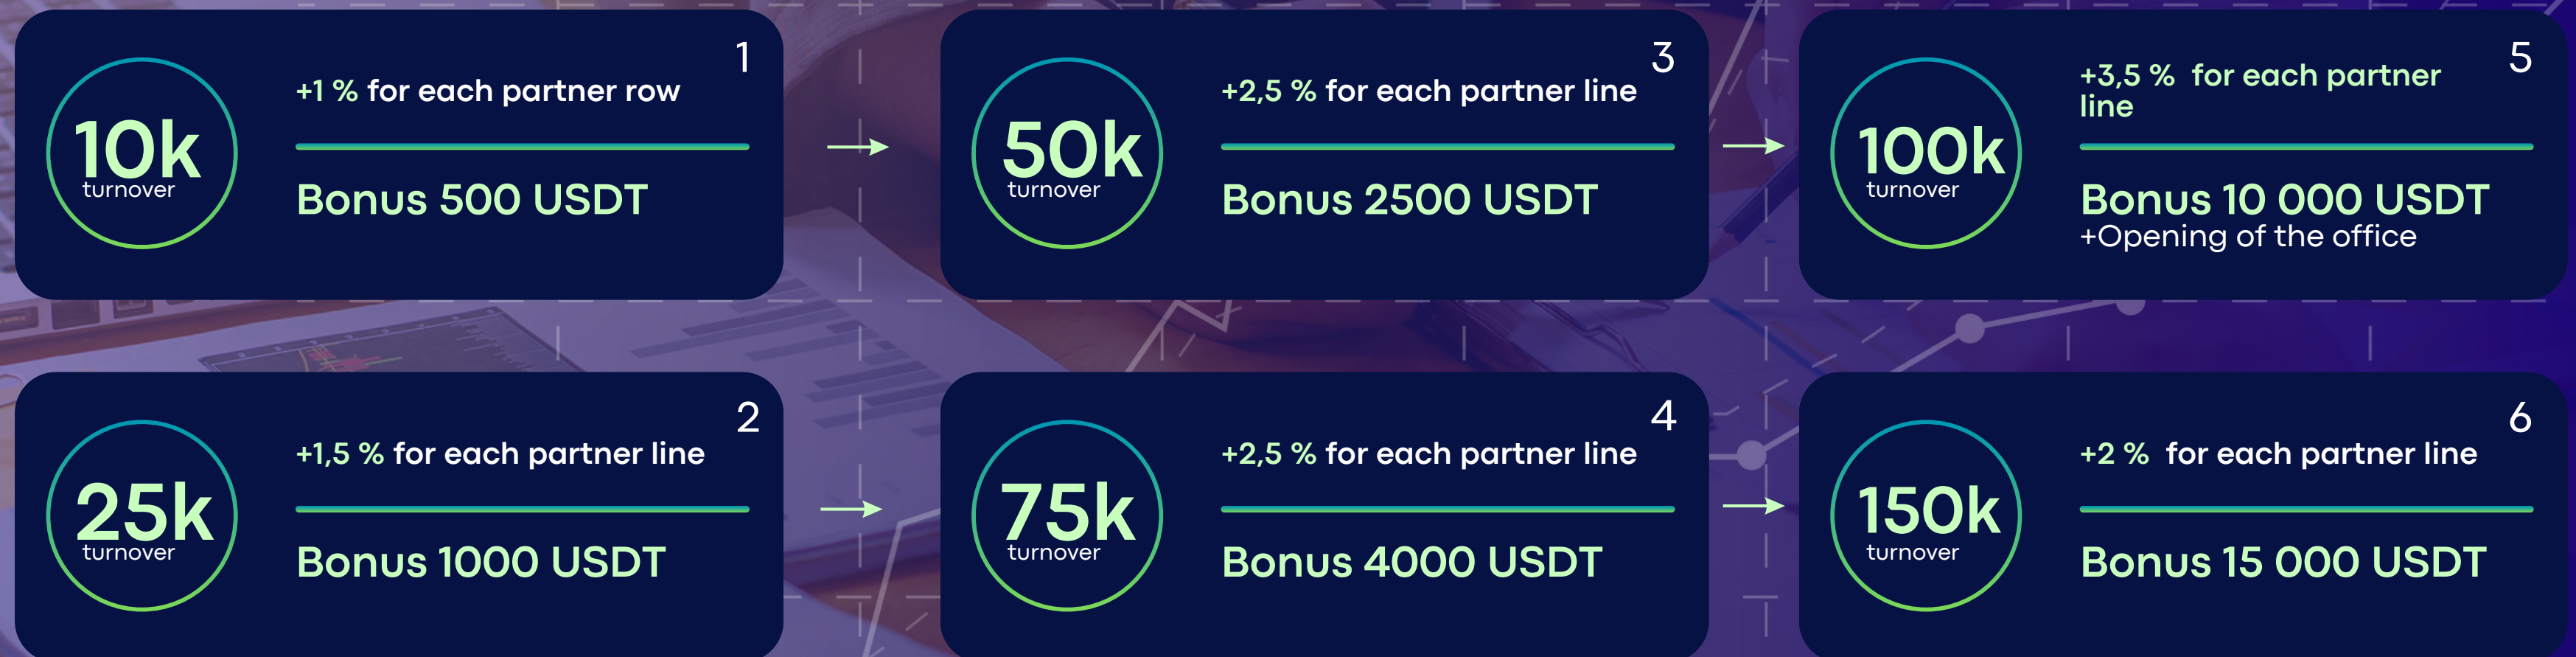 1
+1 % for each partner row
10k
turnover
Bonus 500 USDT
2
+1,5 % for each partner line
25k
turnover
Bonus 1000 USDT
3
+2,5 % for each partner line
50k
turnover
Bonus 2500 USDT
4
+2,5 % for each partner line
75k
turnover
Bonus 4000 USDT
5
+3,5 % for each partner
line
100k
turnover
Bonus 10 000 USDT
+Opening of the office
6
+2 % for each partner line
150k
turnover
Bonus 15 000 USDT